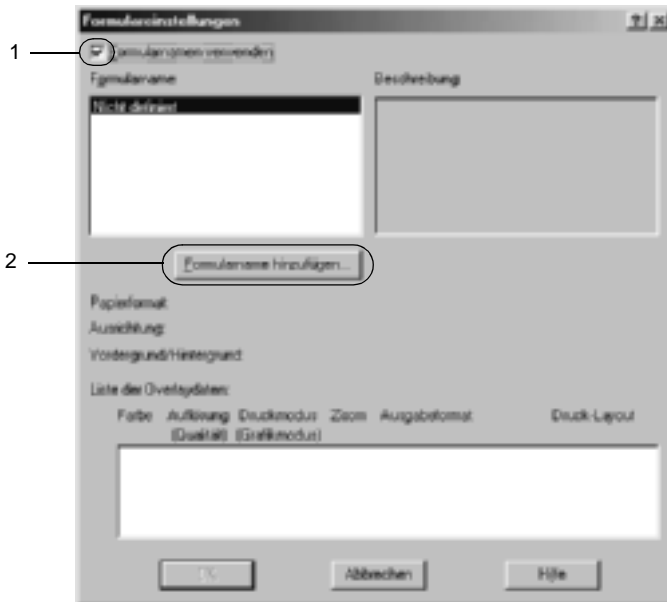 Formulareinstellungen
1
Formularnamen verwenden
Formularname
Beschreibung:
Nicht definiert
2
Formularname hinzufügen...
Papierformat:
Ausrichtung:
Vordergrund/Hintergrund:
Liste der Overlaydaten:
Farbe Auflösung Druckmodus Zoom Ausgabeformat Druck-Layout
(Qualität) (Grafikmodus)
OK Abbrechen Hilfe